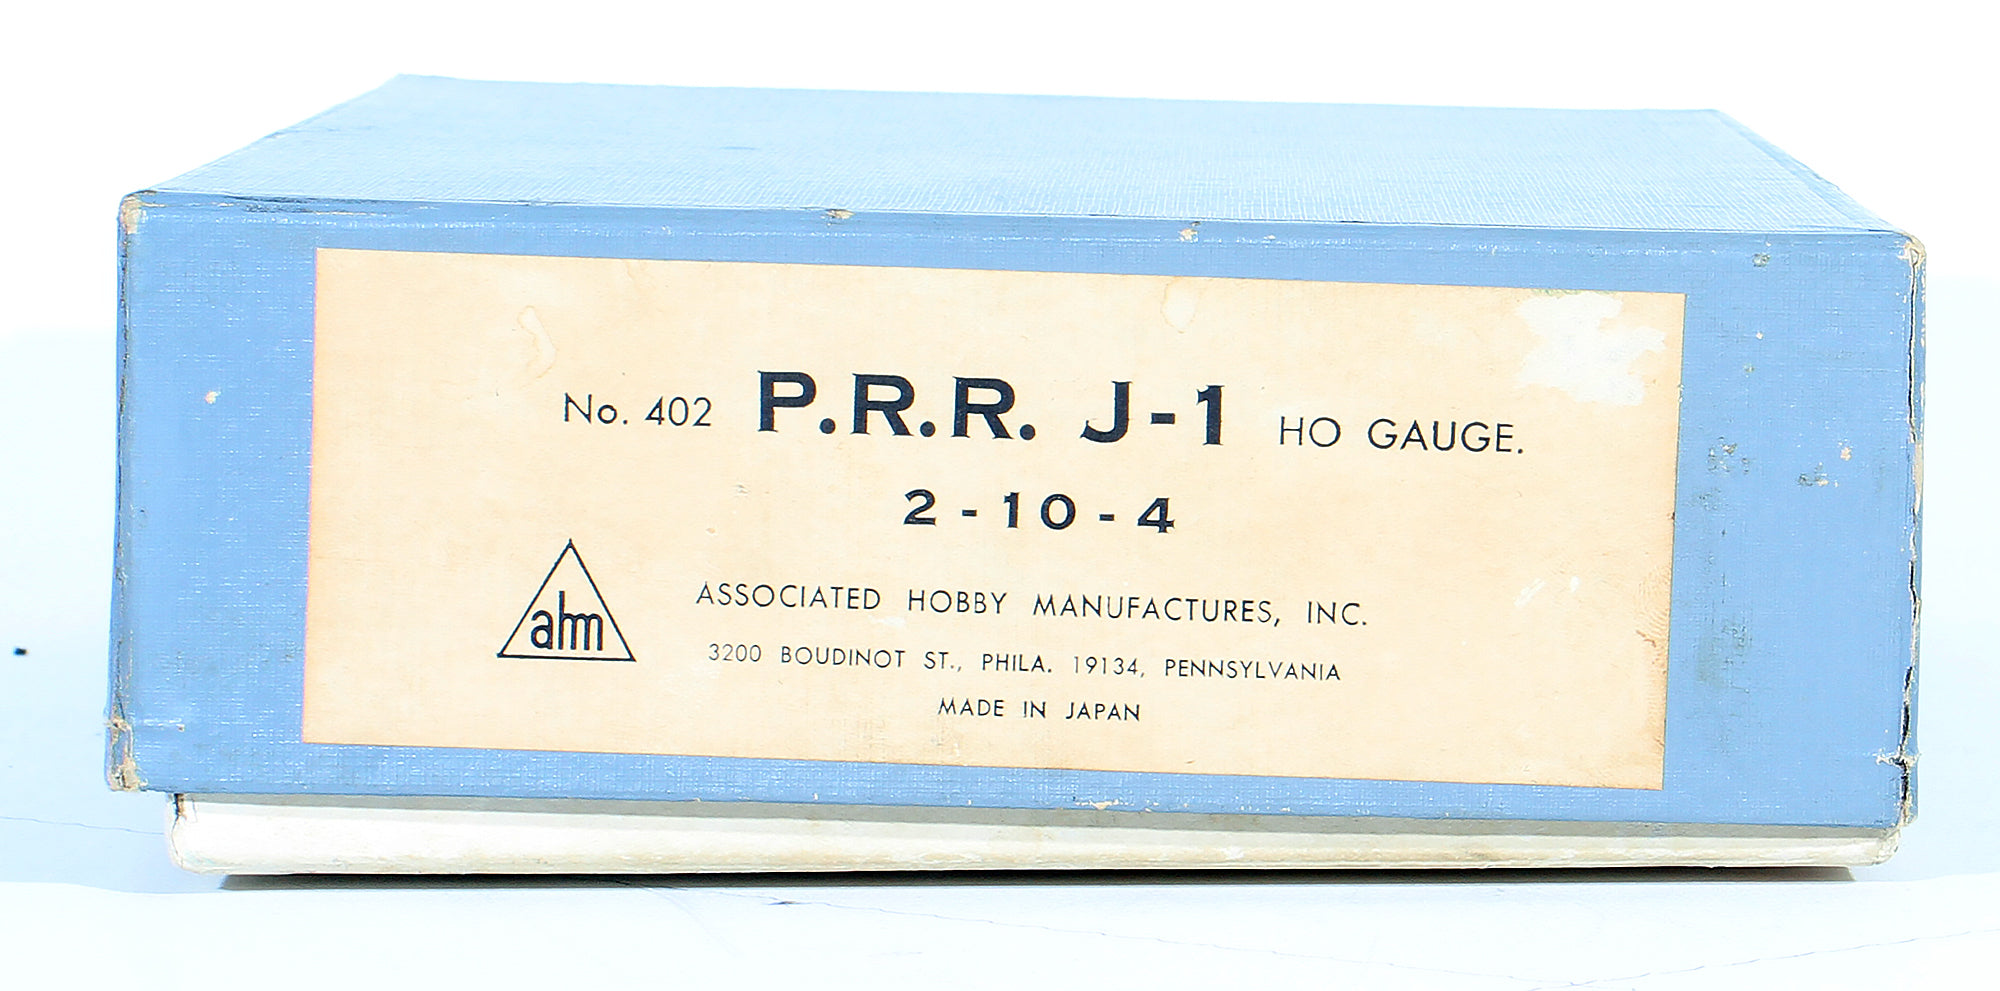 No. 402 P.R.R. J-1 HO GAUGE.
2-10-4
ahm
ASSOCIATED HOBBY MANUFACTURES, INC.
3200 BOUDINOT ST., PHILA. 19134, PENNSYLVANIA
MADE IN JAPAN